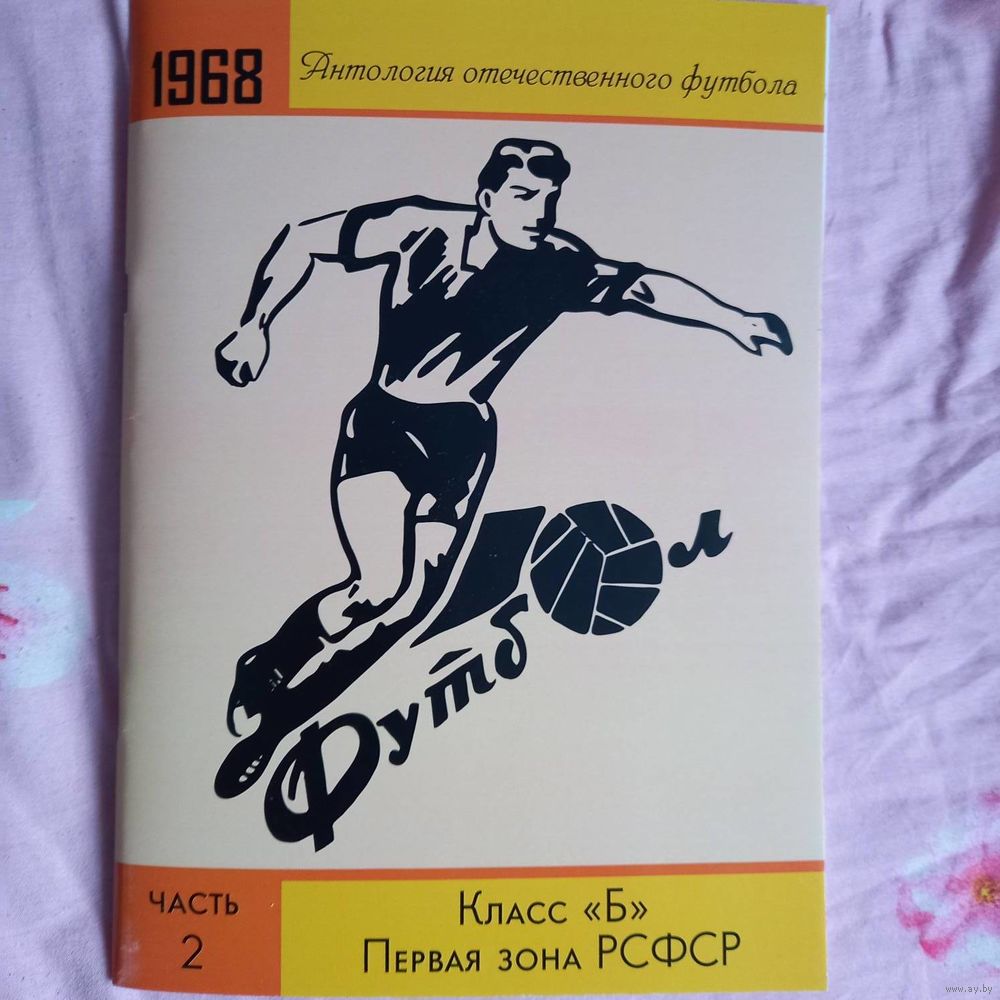 1968
Антология отечественного футбола
Футбол
Часть
2
Класс «Б»
Первая зона РСФСР
www.ay.by